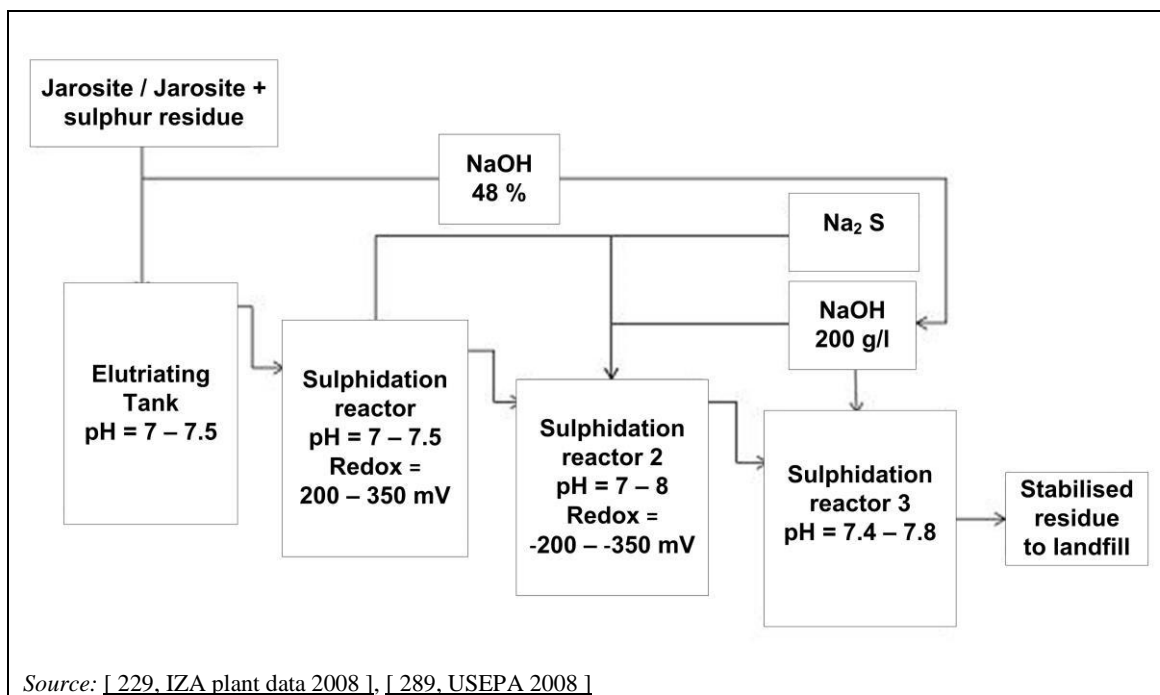 Jarosite / Jarosite +
sulphur residue
NaOH
48 %
Na₂ S
NaOH
200 g/l
Elutriating
Tank
pH = 7 – 7.5
Sulphidation
reactor
pH = 7 – 7.5
Redox =
200 – 350 mV
Sulphidation
reactor 2
pH = 7 – 8
Redox =
-200 – -350 mV
Sulphidation
reactor 3
pH = 7.4 – 7.8
Stabilised
residue
to landfill
Source: [ 229, IZA plant data 2008 ], [ 289, USEPA 2008 ]